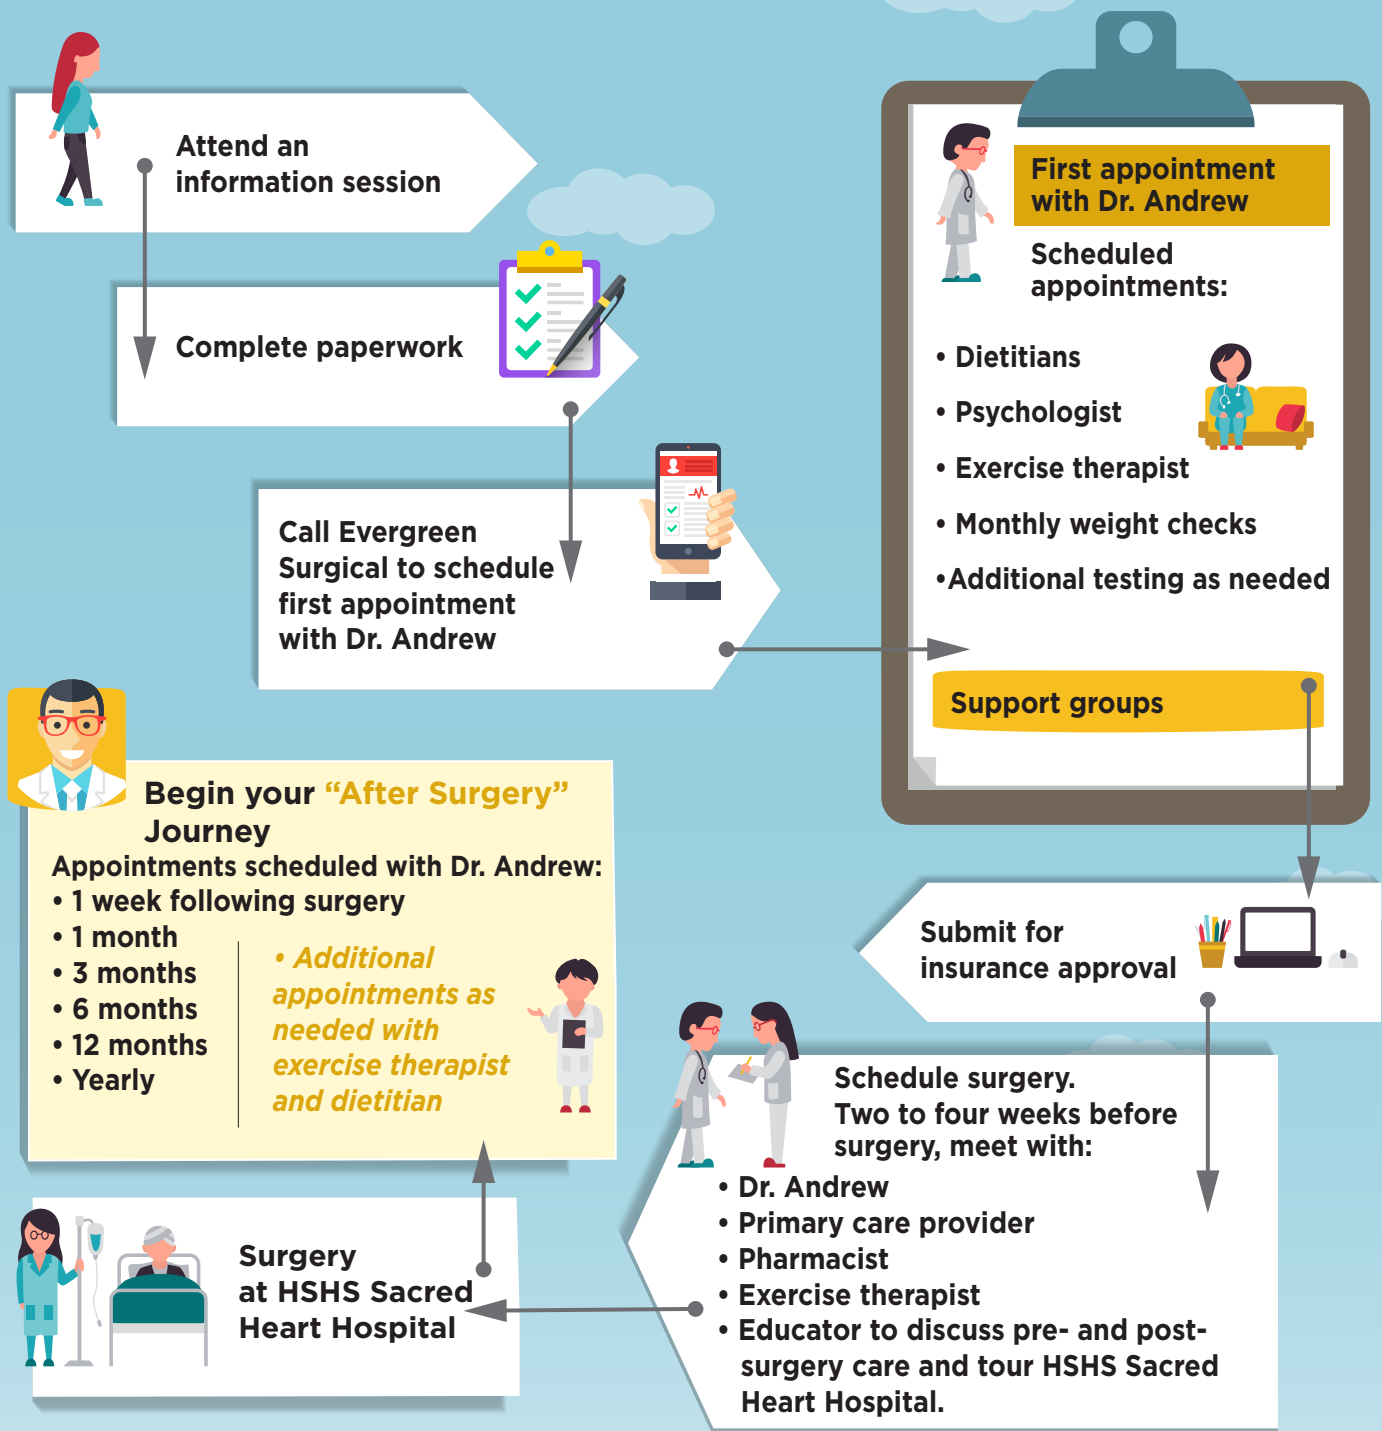 Attend an
information session
Complete paperwork
Call Evergreen
Surgical to schedule
first appointment
with Dr. Andrew
First appointment
with Dr. Andrew
Scheduled
appointments:
• Dietitians
• Psychologist
• Exercise therapist
• Monthly weight checks
•Additional testing as needed
Support groups
Submit for
insurance approval
Schedule surgery.
Two to four weeks before
surgery, meet with:
• Dr. Andrew
• Primary care provider
• Pharmacist
• Exercise therapist
• Educator to discuss pre- and post-
surgery care and tour HSHS Sacred
Heart Hospital.
Surgery
at HSHS Sacred
Heart Hospital
Begin your “After Surgery”
Journey
Appointments scheduled with Dr. Andrew:
• 1 week following surgery
• 1 month
• 3 months
• 6 months
• 12 months
• Yearly
• Additional
appointments as
needed with
exercise therapist
and dietitian